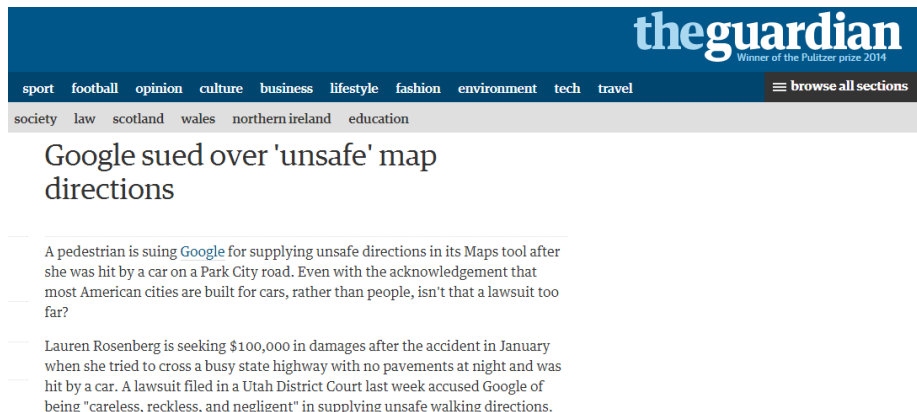 theguardian
Winner of the Pulitzer prize 2014
sport football opinion culture business lifestyle fashion environment tech travel browse all sections
society law scotland wales northern ireland education
Google sued over 'unsafe' map
directions
A pedestrian is suing Google for supplying unsafe directions in its Maps tool after
she was hit by a car on a Park City road. Even with the acknowledgement that
most American cities are built for cars, rather than people, isn't that a lawsuit too
far?
Lauren Rosenberg is seeking $100,000 in damages after the accident in January
when she tried to cross a busy state highway with no pavements at night and was
hit by a car. A lawsuit filed in a Utah District Court last week accused Google of
being "careless, reckless, and negligent" in supplying unsafe walking directions.